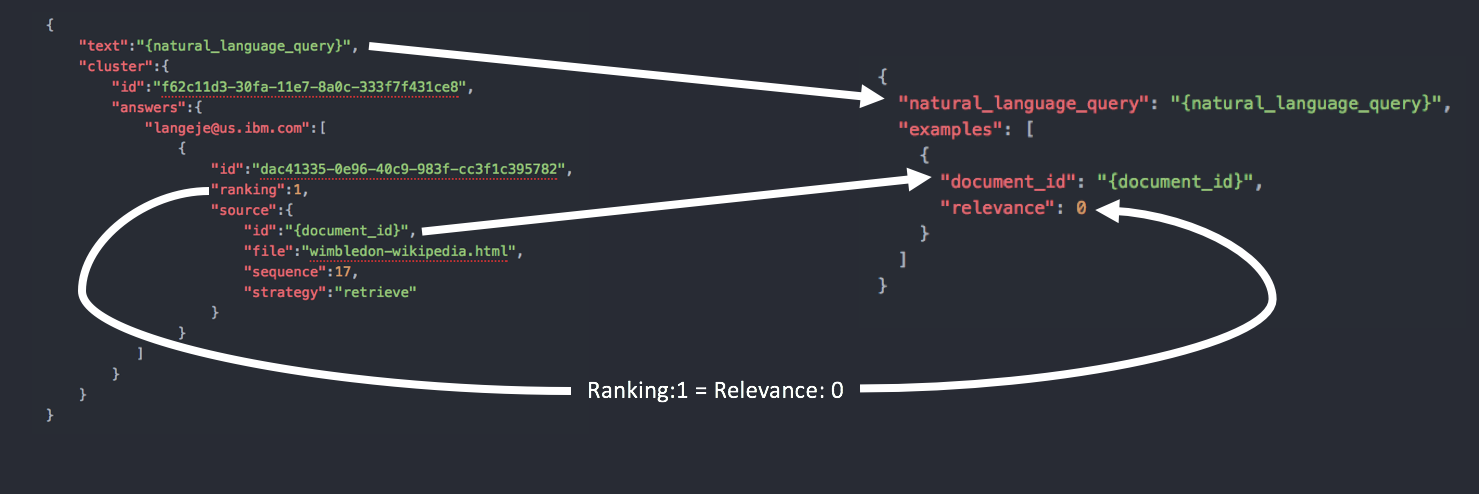 {
"text":"{natural_language_query}",
"cluster":{
"id":"f62c11d3-30fa-11e7-8a0c-333f7f431ce8",
"answers":{
"langeje@us.ibm.com":[
{
"id":"dac41335-0e96-40c9-983f-cc3f1c395782",
"ranking":1,
"source":{
"id":"{document_id}",
"file":"wimbledon-wikipedia.html",
"sequence":17,
"strategy":"retrieve"
}
}
]
}
}
}
{
"natural_language_query": "{natural_language_query}",
"examples": [
{
"document_id": "{document_id}",
"relevance": 0
}
]
}
Ranking:1 = Relevance: 0